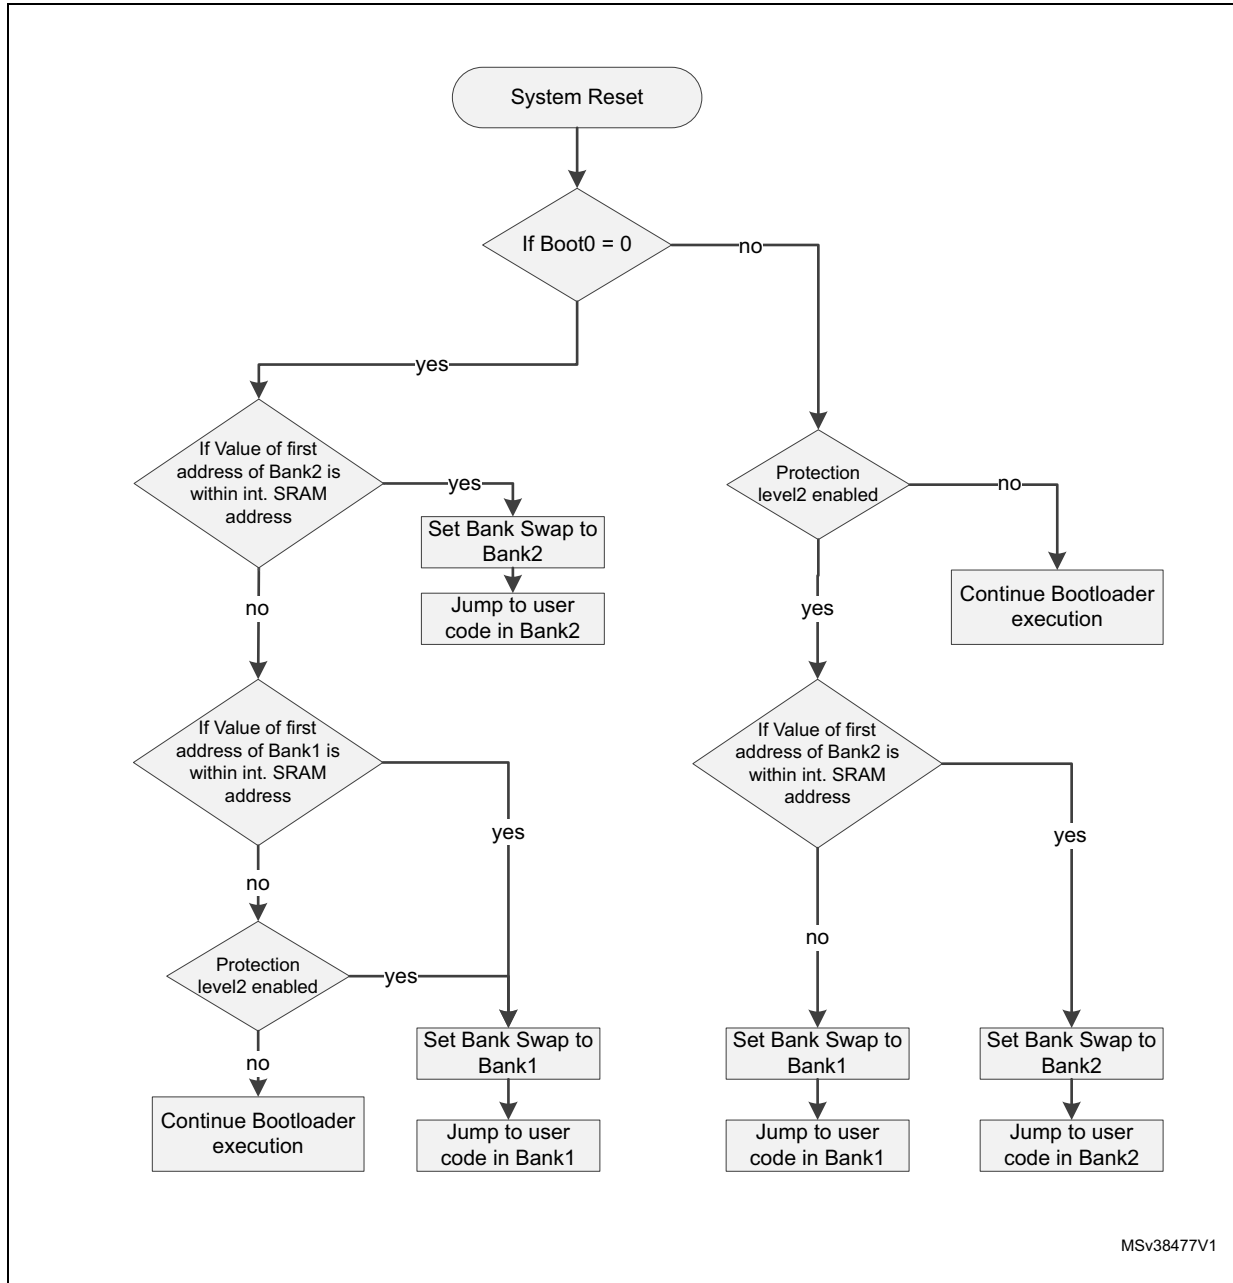 System Reset
If Boot0 = 0
no
yes
If Value of first
address of Bank2 is
within int. SRAM
address
yes
Set Bank Swap to
Bank2
Jump to user
code in Bank2
Protection
level2 enabled
no
Continue Bootloader
execution
no
yes
If Value of first
address of Bank1 is
within int. SRAM
address
yes
If Value of first
address of Bank2 is
within int. SRAM
address
yes
no
no
Protection
level2 enabled
yes
no
Continue Bootloader
execution
Set Bank Swap to
Bank1
Jump to user
code in Bank1
Set Bank Swap to
Bank1
Jump to user
code in Bank1
Set Bank Swap to
Bank2
Jump to user
code in Bank2
MSv38477V1